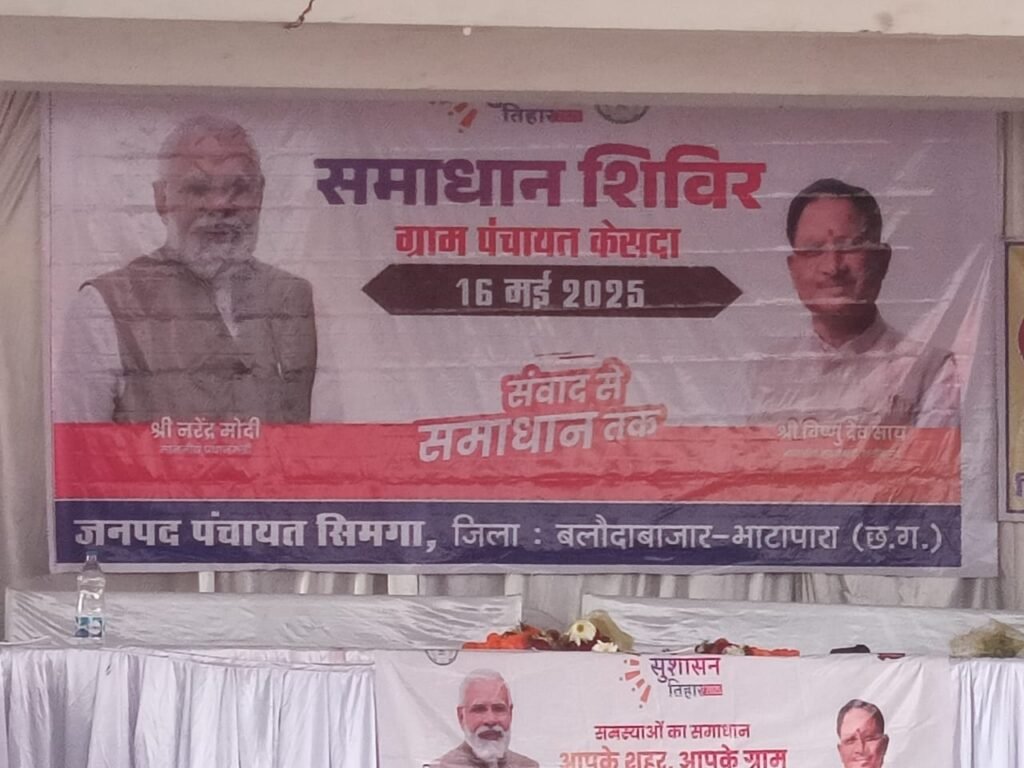 तिहार
समाधान शिविर
ग्राम पंचायत केसदा
16 मई 2025
संवाद से
समाधान तक
श्री नरेंद्र मोदी
श्री विष्णु देव साय
जनपद पंचायत सिमगा, जिला : बलौदाबाजार-भाटापारा (छ.ग.)
सुशासन
तिहार
समस्याओं का समाधान
आपके शहर, आपके ग्राम